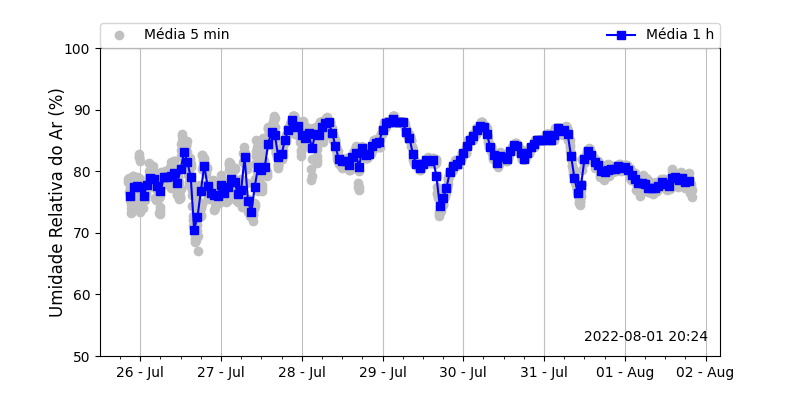 Média 5 min
Média 1 h
Umidade Relativa do Ar (%)
100
90
80
70
60
50
2022-08-01 20:24
26 - Jul
27 - Jul
28 - Jul
29 - Jul
30 - Jul
31 - Jul
01 - Aug
02 - Aug